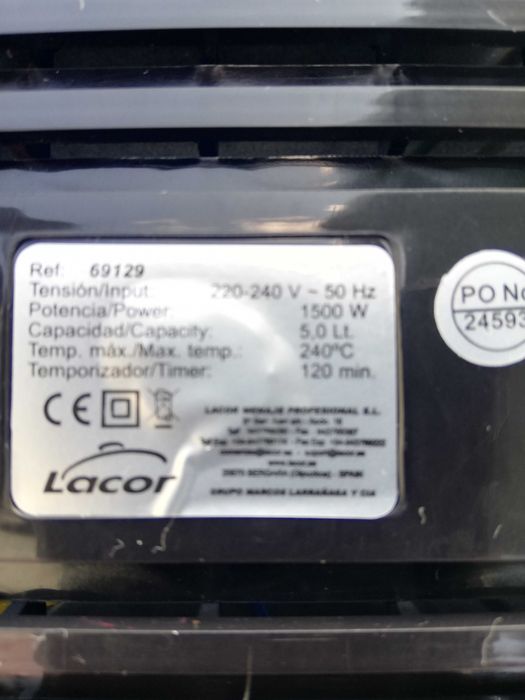 Ref: 69129
Tensión/Input: 220-240 V ~ 50 Hz
Potencia/Power: 1500 W
Capacidad/Capacity: 5,0 Lt.
Temp. máx./Max. temp.: 240ºC
Temporizador/Timer: 120 min.
CE
LACOR MENAJE PROFESIONAL S.L.
Lacor
GRUPO MARCOS LARRAÑAGA Y CIA
PO No
24593